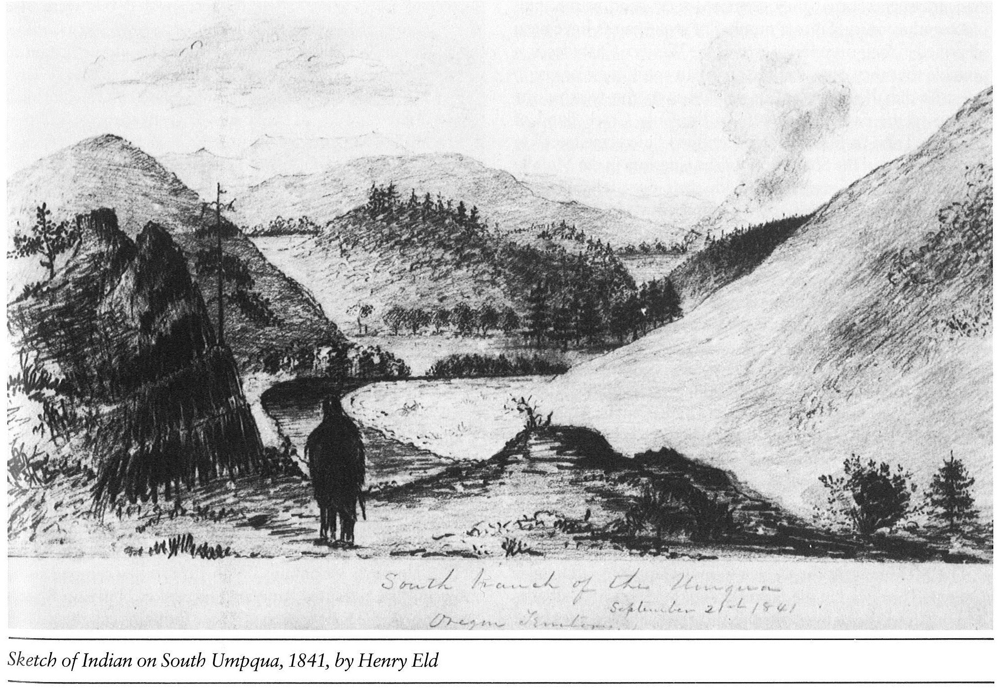 South branch of the Umqua
September 21st 1841
Oregon Territory.
Sketch of Indian on South Umpqua, 1841, by Henry Eld